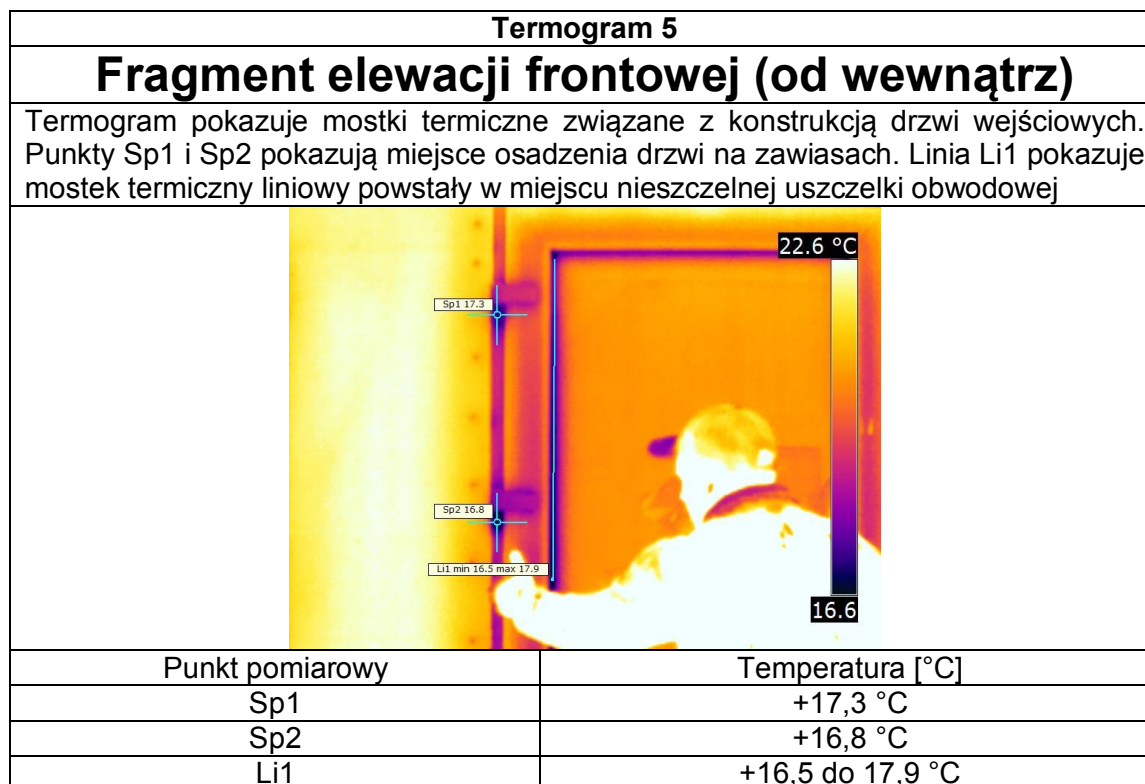 Termogram 5
Fragment elewacji frontowej (od wewnątrz)
Termogram pokazuje mostki termiczne związane z konstrukcją drzwi wejściowych.
Punkty Sp1 i Sp2 pokazują miejsce osadzenia drzwi na zawiasach. Linia Li1 pokazuje
mostek termiczny liniowy powstały w miejscu nieszczelnej uszczelki obwodowej
22.6 °C
Sp1 17.3
Sp2 16.8
Li1 min 16.5 max 17.9
16.6
Punkt pomiarowy Temperatura [°C]
Sp1 +17,3 °C
Sp2 +16,8 °C
Li1 +16,5 do 17,9 °C